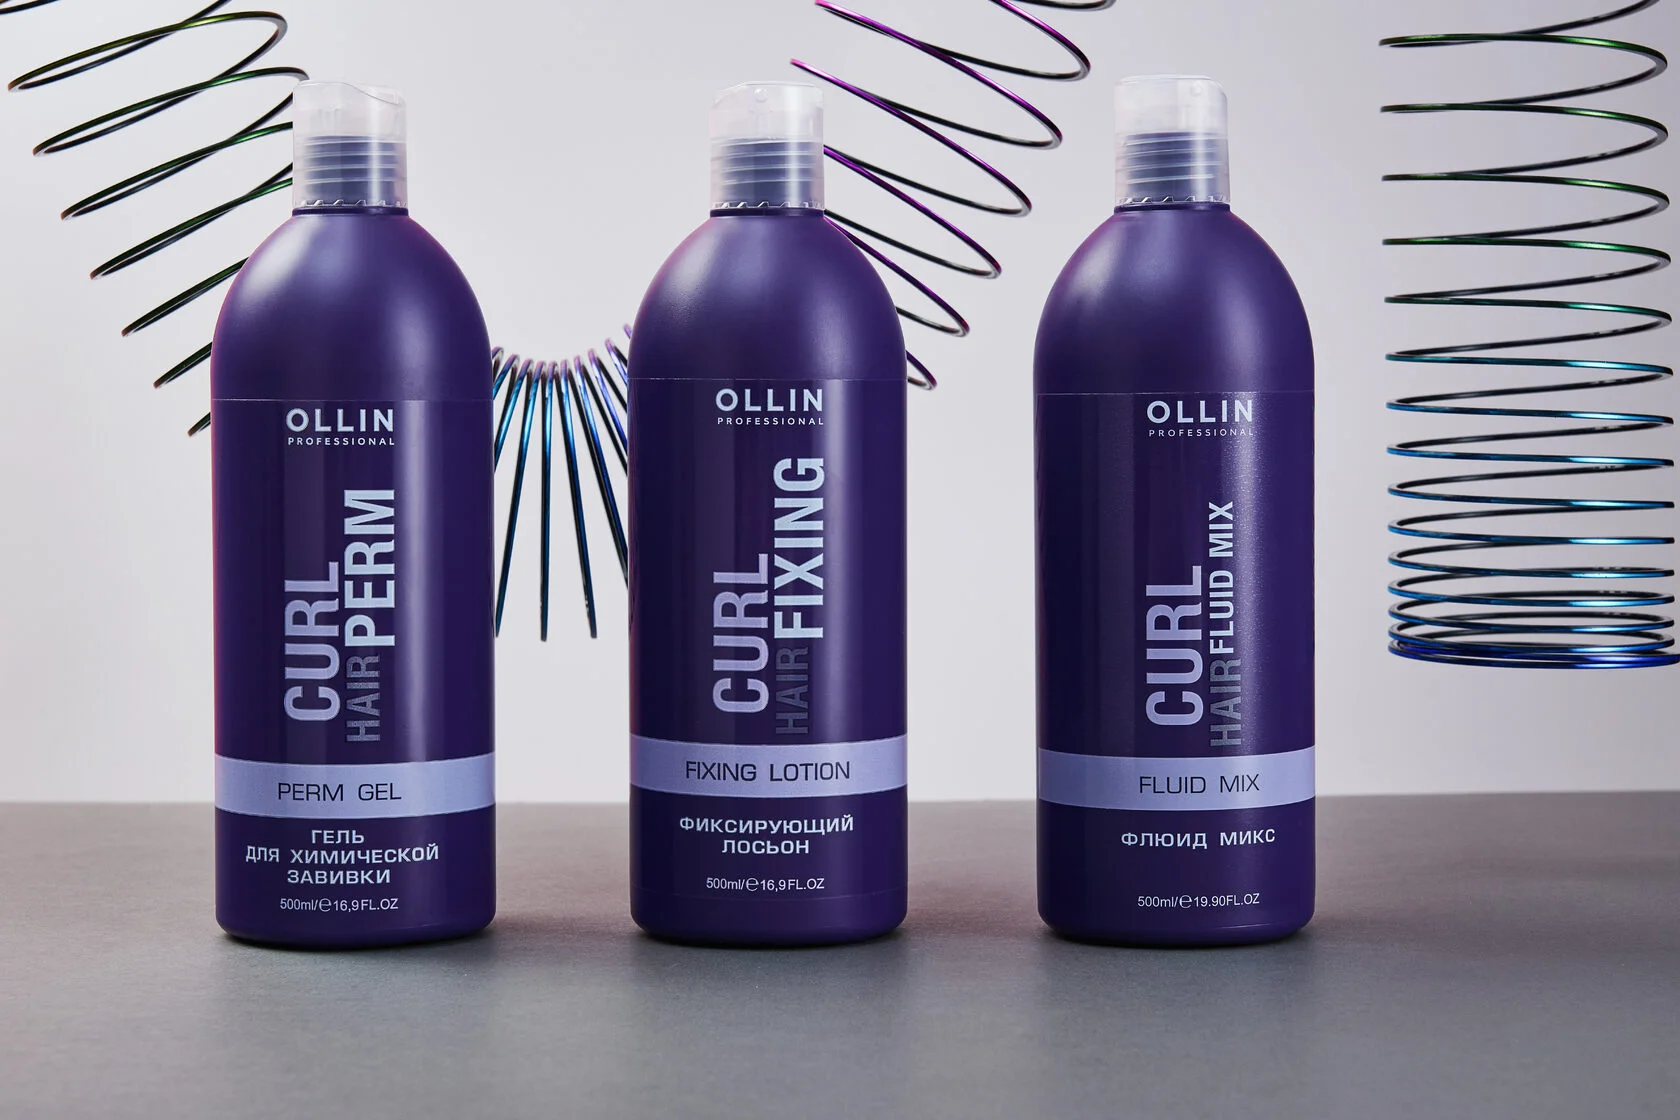 OLLIN
PROFESSIONAL
CURL
HAIR PERM
PERM GEL
ГЕЛЬ
ДЛЯ ХИМИЧЕСКОЙ
ЗАВИВКИ
500ml/℮16,9FL.OZ
OLLIN
PROFESSIONAL
CURL
HAIR FIXING
FIXING LOTION
ФИКСИРУЮЩИЙ
ЛОСЬОН
500ml/℮16,9FL.OZ
OLLIN
PROFESSIONAL
CURL
HAIR FLUID MIX
FLUID MIX
ФЛЮИД МИКС
500ml/℮19.90FL.OZ